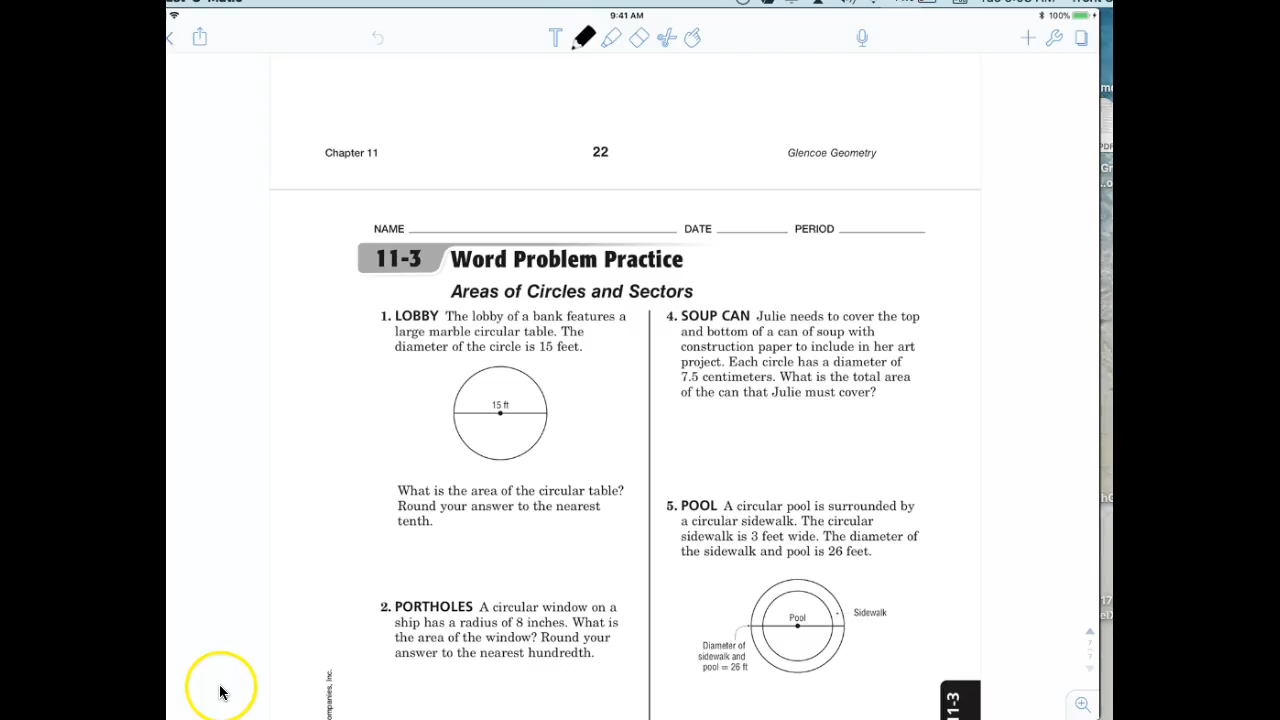 9:41 AM
100%
T
Chapter 11
22
Glencoe Geometry
NAME DATE PERIOD
11-3 Word Problem Practice
Areas of Circles and Sectors
1. LOBBY The lobby of a bank features a
large marble circular table. The
diameter of the circle is 15 feet.
15 ft
What is the area of the circular table?
Round your answer to the nearest
tenth.
2. PORTHOLES A circular window on a
ship has a radius of 8 inches. What is
the area of the window? Round your
answer to the nearest hundredth.
4. SOUP CAN Julie needs to cover the top
and bottom of a can of soup with
construction paper to include in her art
project. Each circle has a diameter of
7.5 centimeters. What is the total area
of the can that Julie must cover?
5. POOL A circular pool is surrounded by
a circular sidewalk. The circular
sidewalk is 3 feet wide. The diameter of
the sidewalk and pool is 26 feet.
Pool
Sidewalk
Diameter of
sidewalk and
pool = 26 ft
11-3